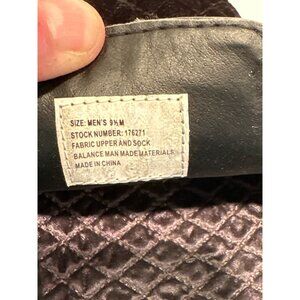 SIZE: MEN'S 9½M
STOCK NUMBER: 176271
FABRIC UPPER AND SOCK
BALANCE MAN MADE MATERIALS
MADE IN CHINA